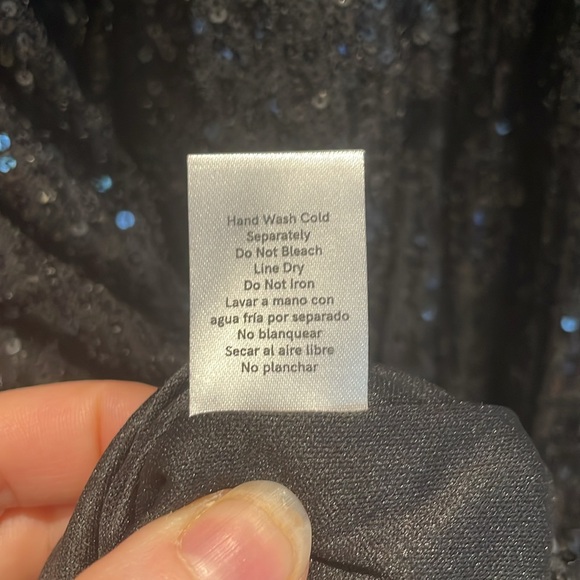 Hand Wash Cold
Separately
Do Not Bleach
Line Dry
Do Not Iron
Lavar a mano con
agua fría por separado
No blanquear
Secar al aire libre
No planchar